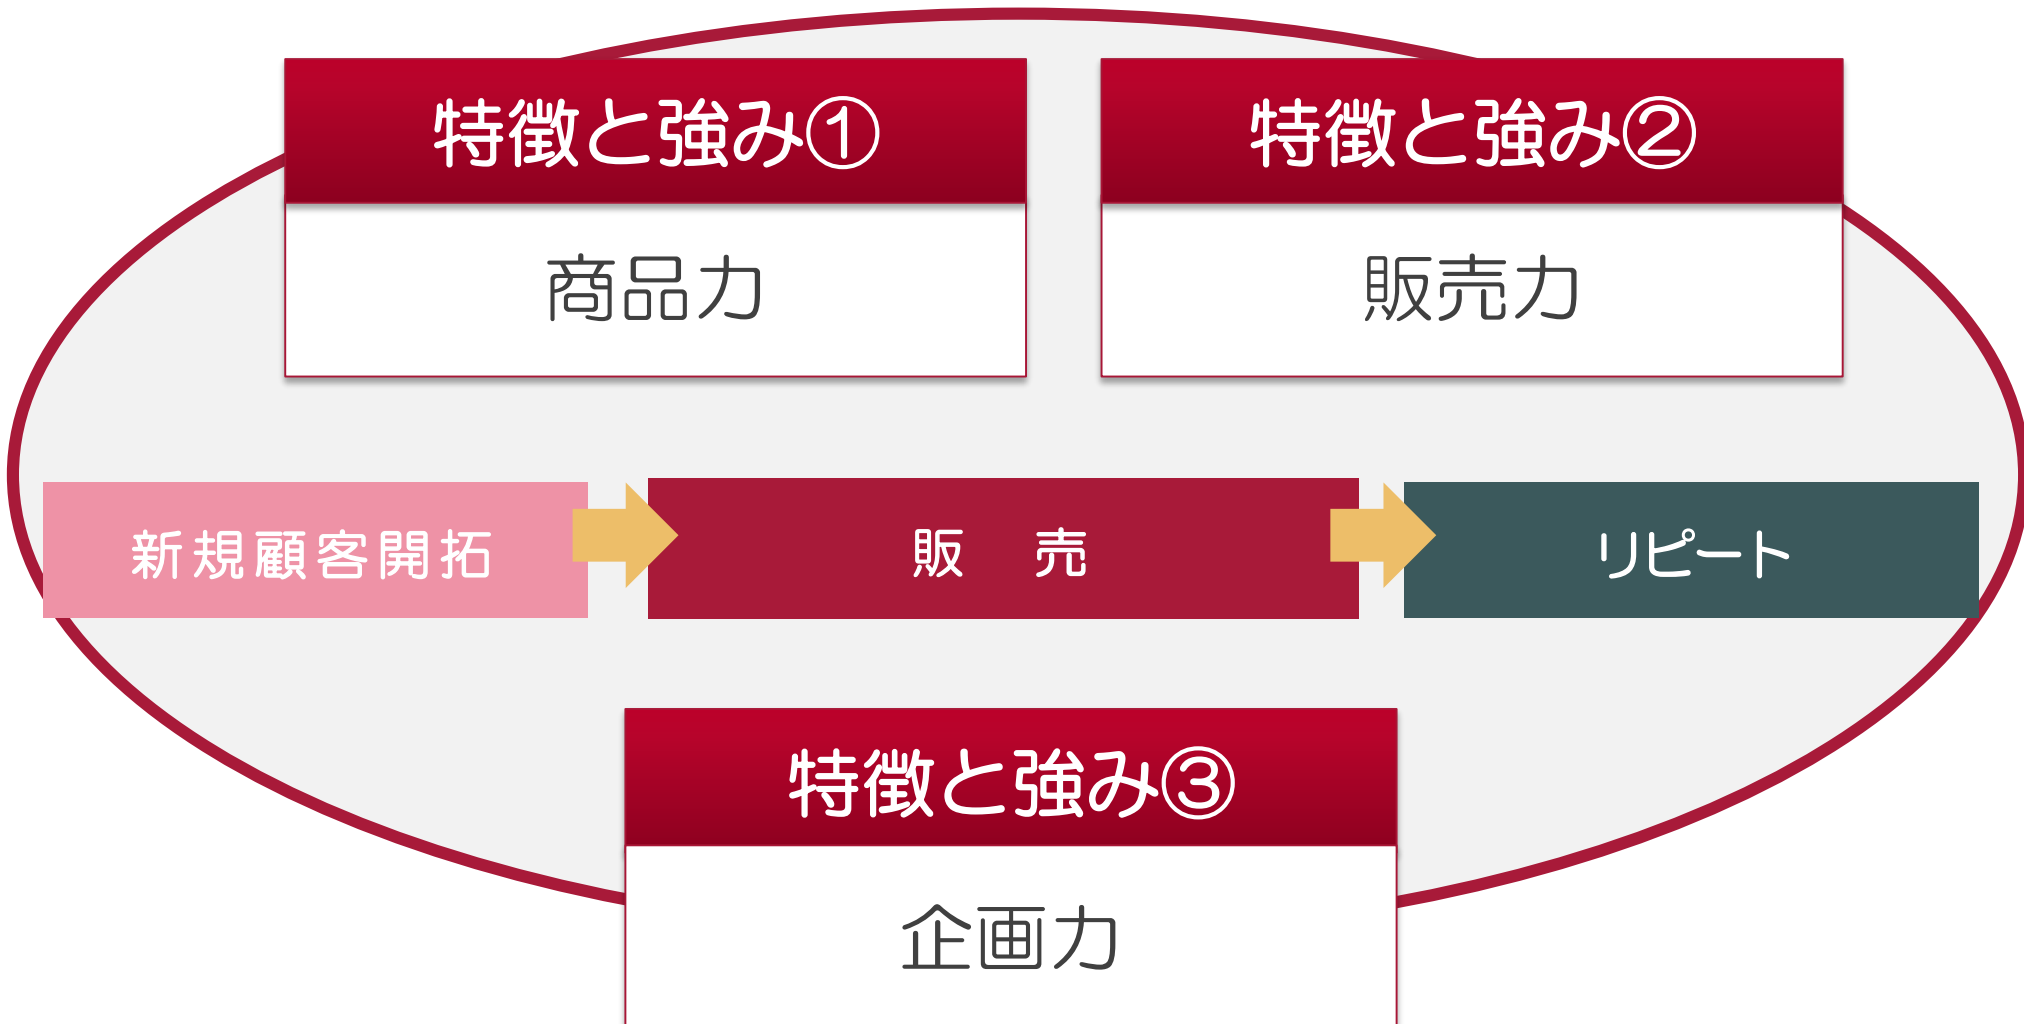 特徴と強み①
商品力
特徴と強み②
販売力
新規顧客開拓
販　売
リピート
特徴と強み③
企画力